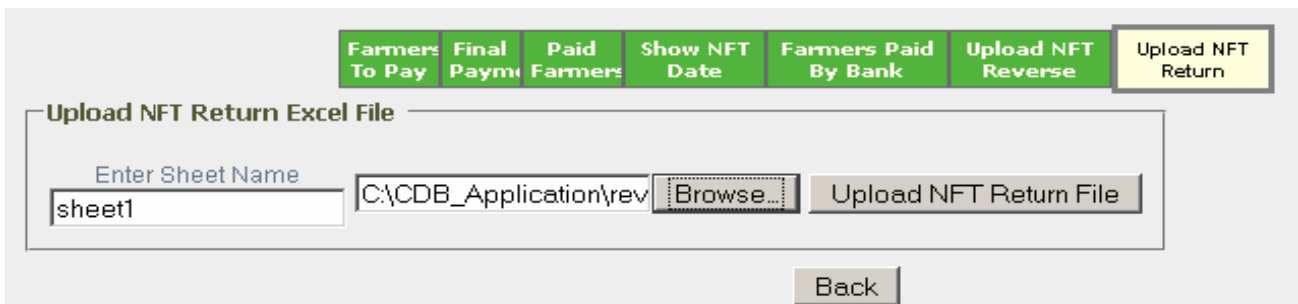 Farmers Final Paid Show NFT Farmers Paid Upload NFT Upload NFT
To Pay Payme Farmers Date By Bank Reverse Return
Upload NFT Return Excel File
Enter Sheet Name
sheet1 C:\CDB_Application\rev Browse... Upload NFT Return File
Back